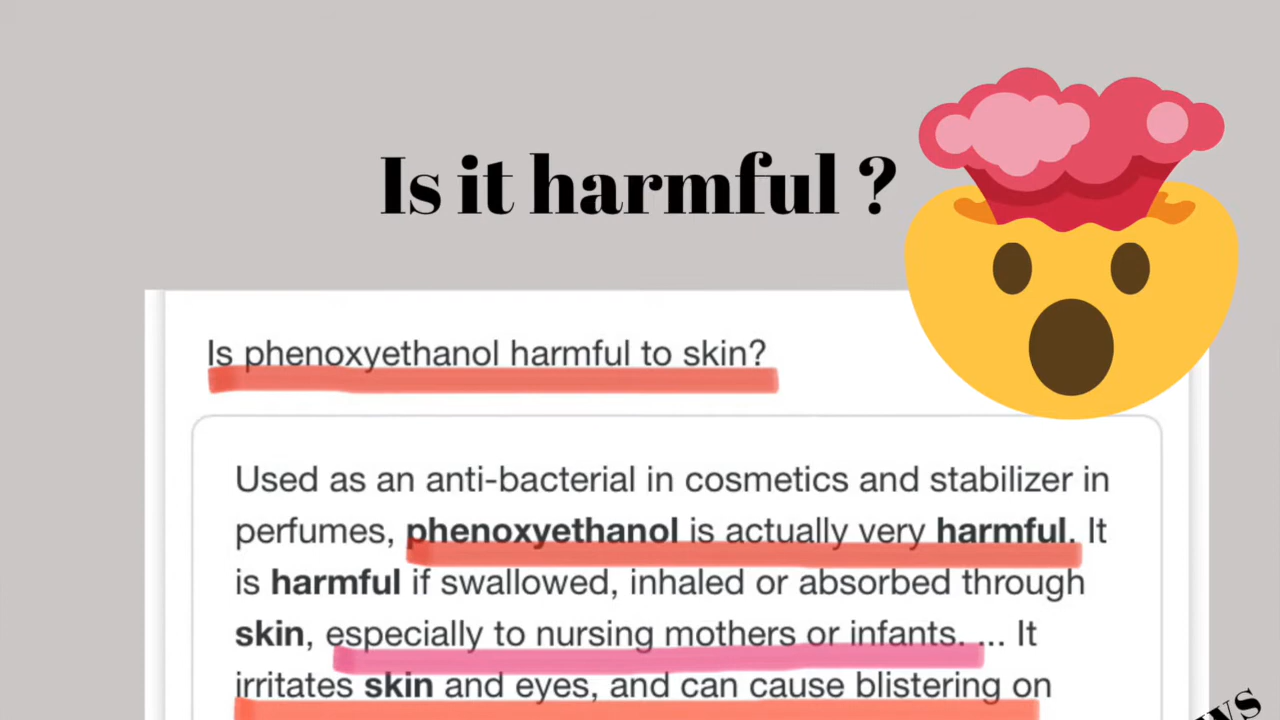 Is it harmful ?
Is phenoxyethanol harmful to skin?
Used as an anti-bacterial in cosmetics and stabilizer in
perfumes, phenoxyethanol is actually very harmful. It
is harmful if swallowed, inhaled or absorbed through
skin, especially to nursing mothers or infants. ... It
irritates skin and eyes, and can cause blistering on